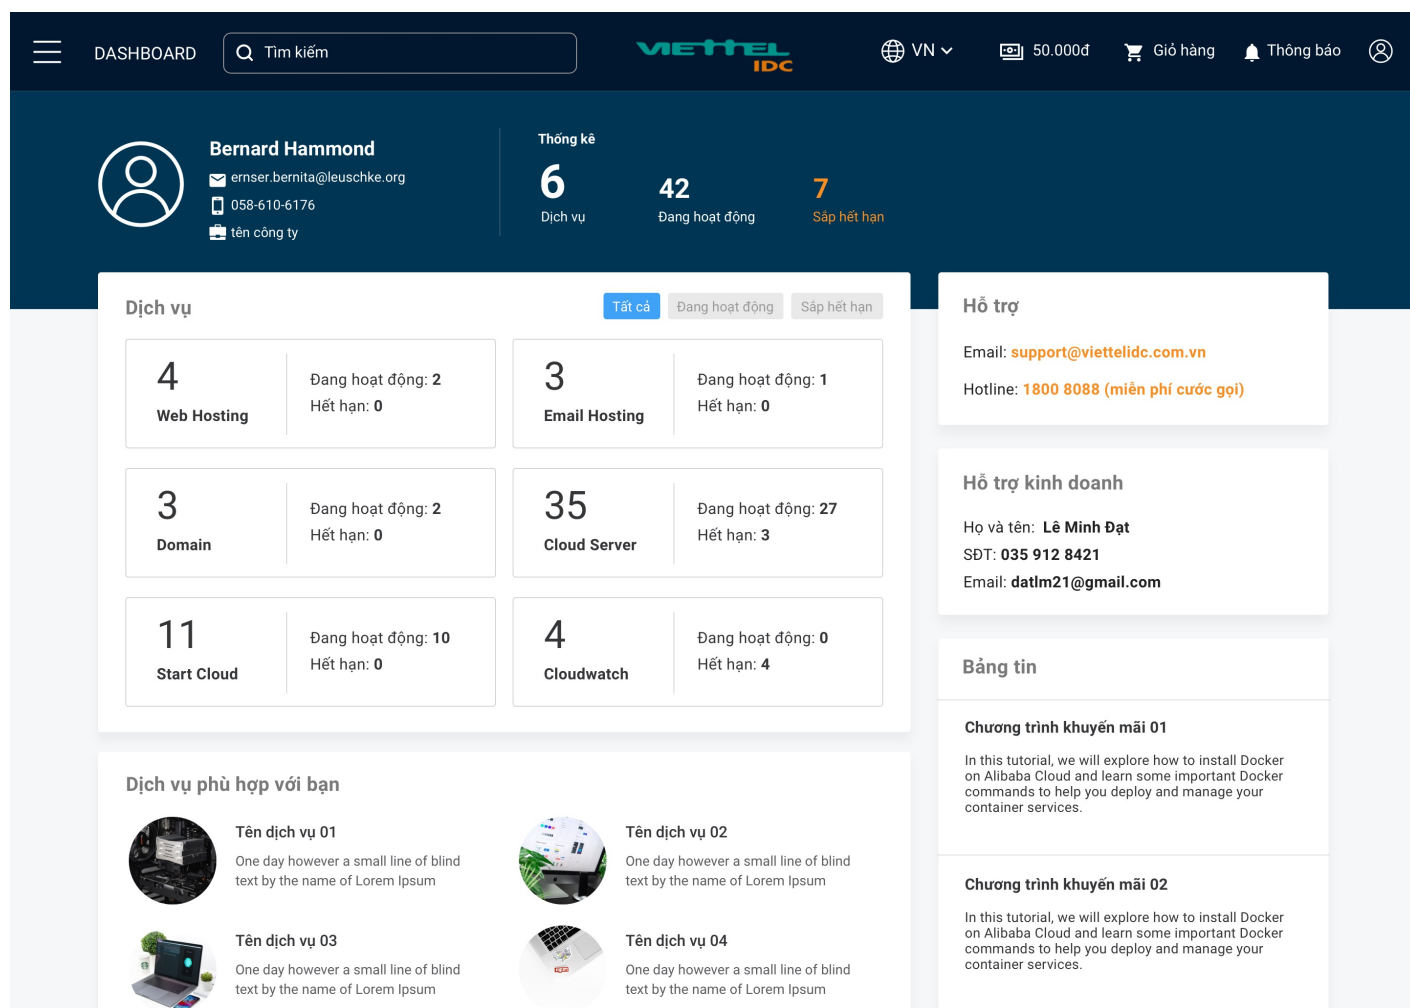 DASHBOARD
Tìm kiếm
VIETTEL
IDC
VN
50.000đ
Giỏ hàng
Thông báo
Bernard Hammond
ernser.bernita@leuschke.org
058-610-6176
tên công ty
Thống kê
6
Dịch vụ
42
Đang hoạt động
7
Sắp hết hạn
Dịch vụ
Tất cả
Đang hoạt động
Sắp hết hạn
4
Web Hosting
Đang hoạt động: 2
Hết hạn: 0
3
Email Hosting
Đang hoạt động: 1
Hết hạn: 0
3
Domain
Đang hoạt động: 2
Hết hạn: 0
35
Cloud Server
Đang hoạt động: 27
Hết hạn: 3
11
Start Cloud
Đang hoạt động: 10
Hết hạn: 0
4
Cloudwatch
Đang hoạt động: 0
Hết hạn: 4
Dịch vụ phù hợp với bạn
Tên dịch vụ 01
One day however a small line of blind
text by the name of Lorem Ipsum
Tên dịch vụ 02
One day however a small line of blind
text by the name of Lorem Ipsum
Tên dịch vụ 03
One day however a small line of blind
text by the name of Lorem Ipsum
Tên dịch vụ 04
One day however a small line of blind
text by the name of Lorem Ipsum
Hỗ trợ
Email: support@viettelidc.com.vn
Hotline: 1800 8088 (miễn phí cước gọi)
Hỗ trợ kinh doanh
Họ và tên: Lê Minh Đạt
SĐT: 035 912 8421
Email: datlm21@gmail.com
Bảng tin
Chương trình khuyến mãi 01
In this tutorial, we will explore how to install Docker
on Alibaba Cloud and learn some important Docker
commands to help you deploy and manage your
container services.
Chương trình khuyến mãi 02
In this tutorial, we will explore how to install Docker
on Alibaba Cloud and learn some important Docker
commands to help you deploy and manage your
container services.